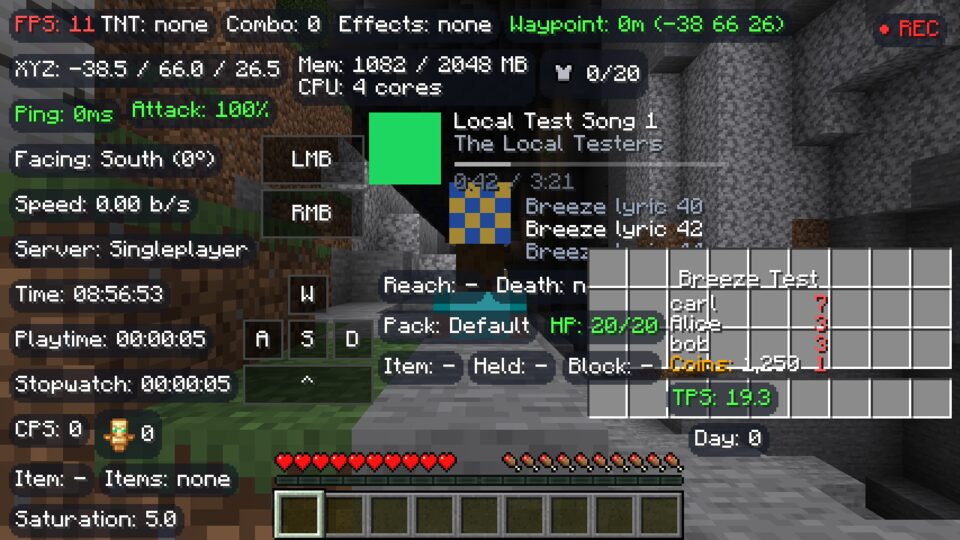 FPS: 11 TNT: none Combo: 0 Effects: none Waypoint: 0m (-38 66 26)
REC
XYZ: -38.5 / 66.0 / 26.5
Mem: 1082 / 2048 MB
CPU: 4 cores
0/20
Ping: 0ms
Attack: 100%
Local Test Song 1
The Local Testers
0:42 / 3:21
Facing: South (0°)
LMB
Speed: 0.00 b/s
RMB
Breeze lyric 40
Breeze lyric 42
Server: Singleplayer
Breeze Test
Reach: - Death:
Time: 08:56:53
W
carl 7
Alice 3
bob 3
Coins: 1,250 1
Pack: Default HP: 20/20
Playtime: 00:00:05
A S D
Item: - Held: - Block: -
Stopwatch: 00:00:05
^
TPS: 19.3
CPS: 0
0
Day: 0
Item: - Items: none
Saturation: 5.0